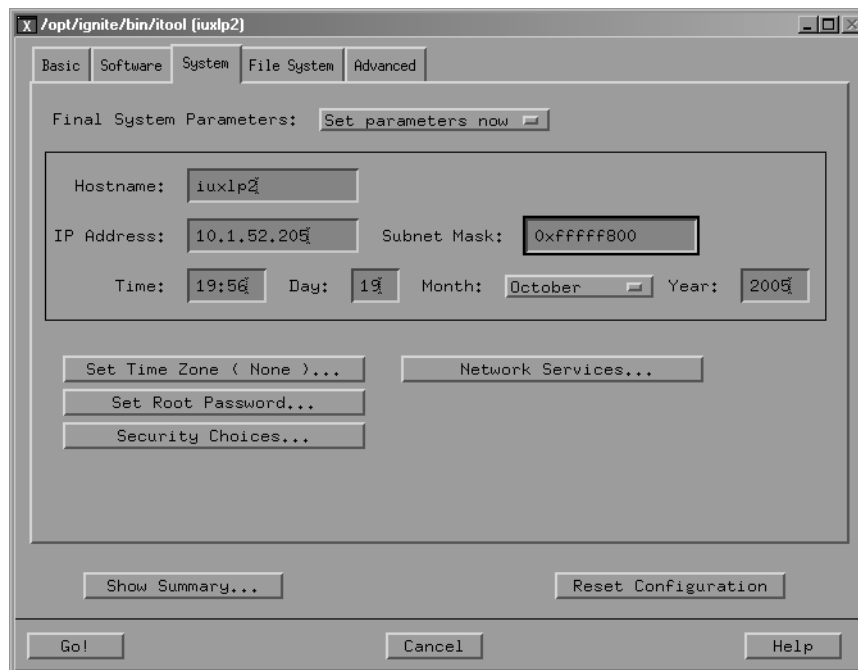 X /opt/ignite/bin/itool (iuxlp2)
Basic Software System File System Advanced
Final System Parameters: Set parameters now
Hostname: iuxlp2
IP Address: 10.1.52.205 Subnet Mask: 0xfffff800
Time: 19:56 Day: 19 Month: October Year: 2005
Set Time Zone ( None )... Network Services...
Set Root Password...
Security Choices...
Show Summary... Reset Configuration
Go! Cancel Help